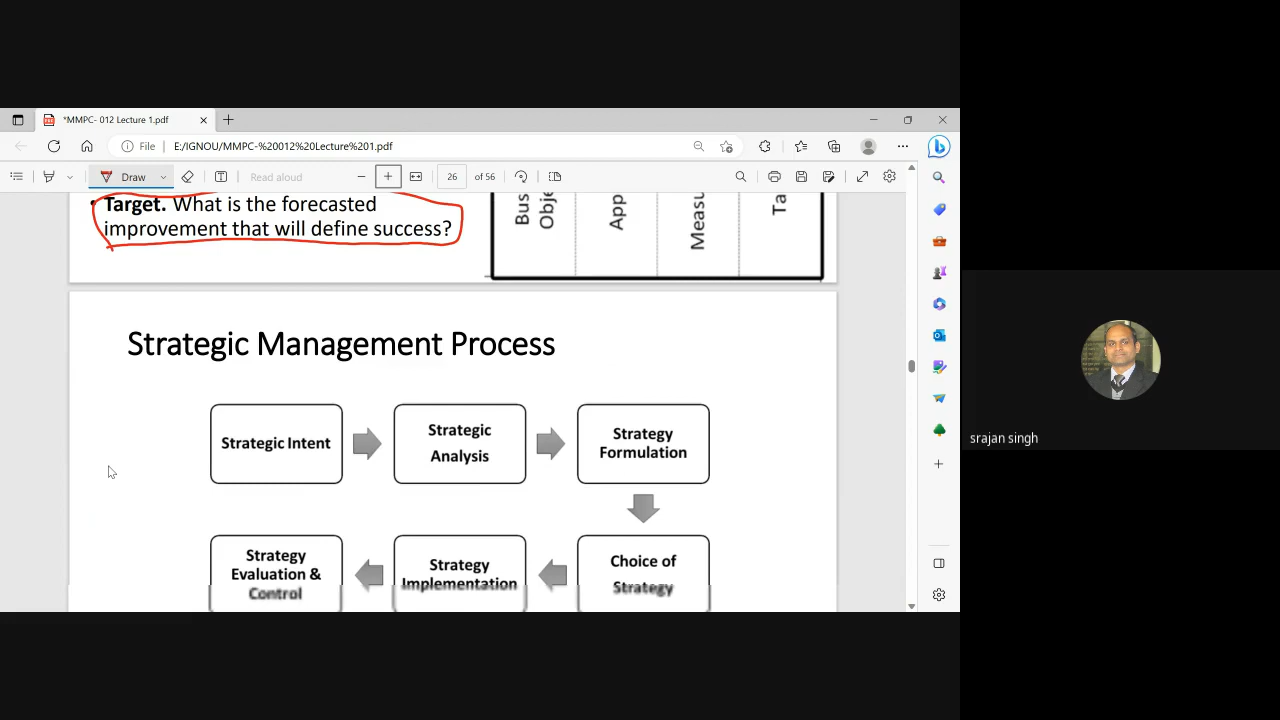 *MMPC- 012 Lecture 1.pdf
File
E:/IGNOU/MMPC-%20012%20Lecture%201.pdf
Draw
Read aloud
26
of 56
• Target. What is the forecasted
improvement that will define success?
Bus
Obje
App
Measu
Ta
Strategic Management Process
Strategic Intent
Strategic
Analysis
Strategy
Formulation
Strategy
Evaluation &
Control
Strategy
Implementation
Choice of
Strategy
srajan singh